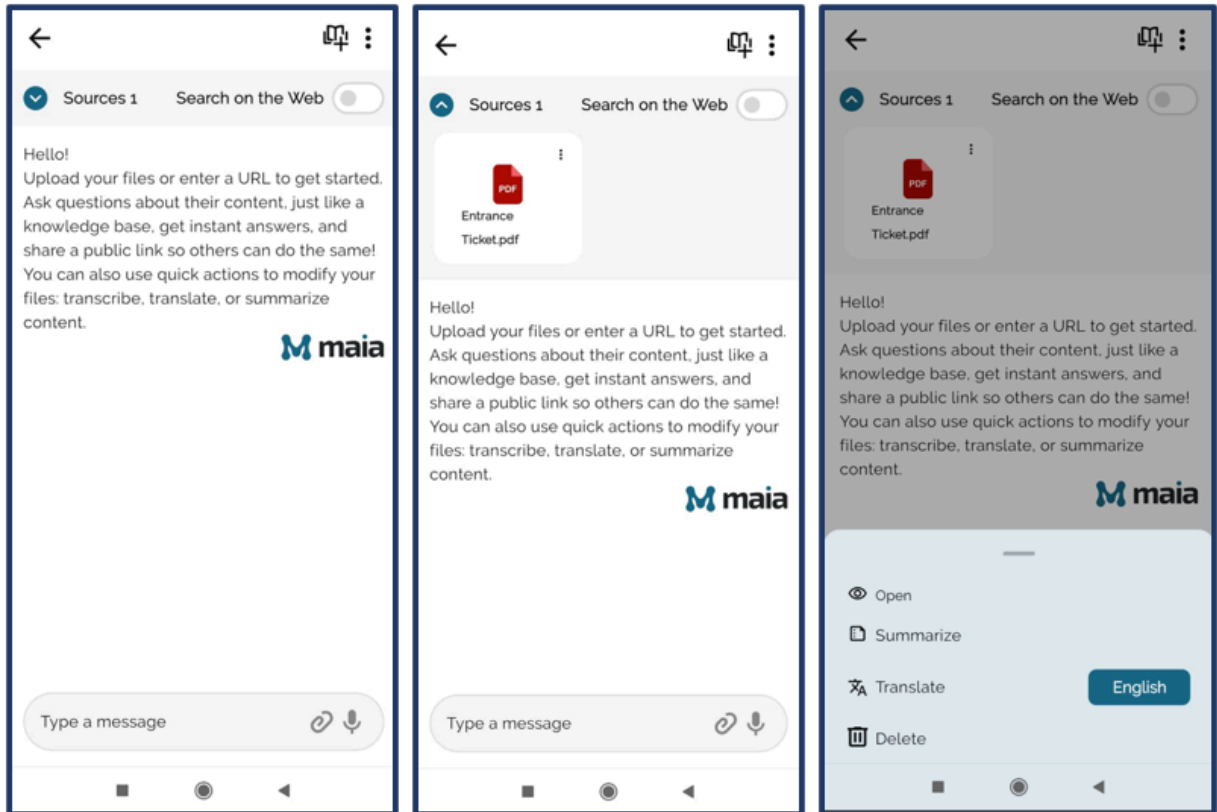 Sources 1 Search on the Web
Hello!
Upload your files or enter a URL to get started.
Ask questions about their content, just like a
knowledge base, get instant answers, and
share a public link so others can do the same!
You can also use quick actions to modify your
files: transcribe, translate, or summarize
content.
maia
Type a message
Sources 1 Search on the Web
PDF
Entrance
Ticket.pdf
Hello!
Upload your files or enter a URL to get started.
Ask questions about their content, just like a
knowledge base, get instant answers, and
share a public link so others can do the same!
You can also use quick actions to modify your
files: transcribe, translate, or summarize
content.
maia
Type a message
Sources 1 Search on the Web
PDF
Entrance
Ticket.pdf
Hello!
Upload your files or enter a URL to get started.
Ask questions about their content, just like a
knowledge base, get instant answers, and
share a public link so others can do the same!
You can also use quick actions to modify your
files: transcribe, translate, or summarize
content.
maia
Open
Summarize
Translate English
Delete